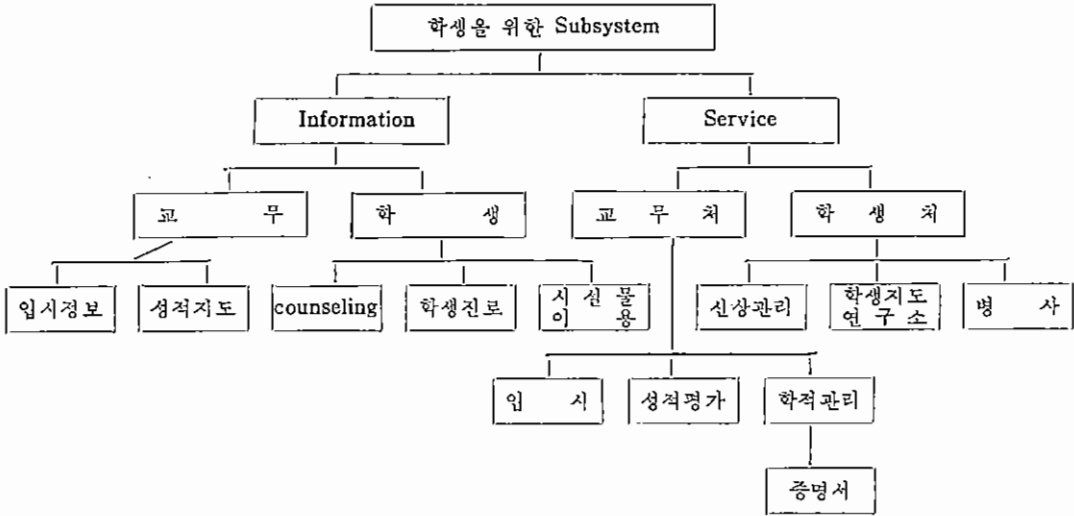 학생을 위한 Subsystem
Information
Service
교 무
학 생
교 무 처
학 생 처
입시정보
성적지도
counseling
학생진로
시 설 물
이 용
신상관리
학생지도
연 구 소
병 사
입 시
성적평가
학적관리
증명서